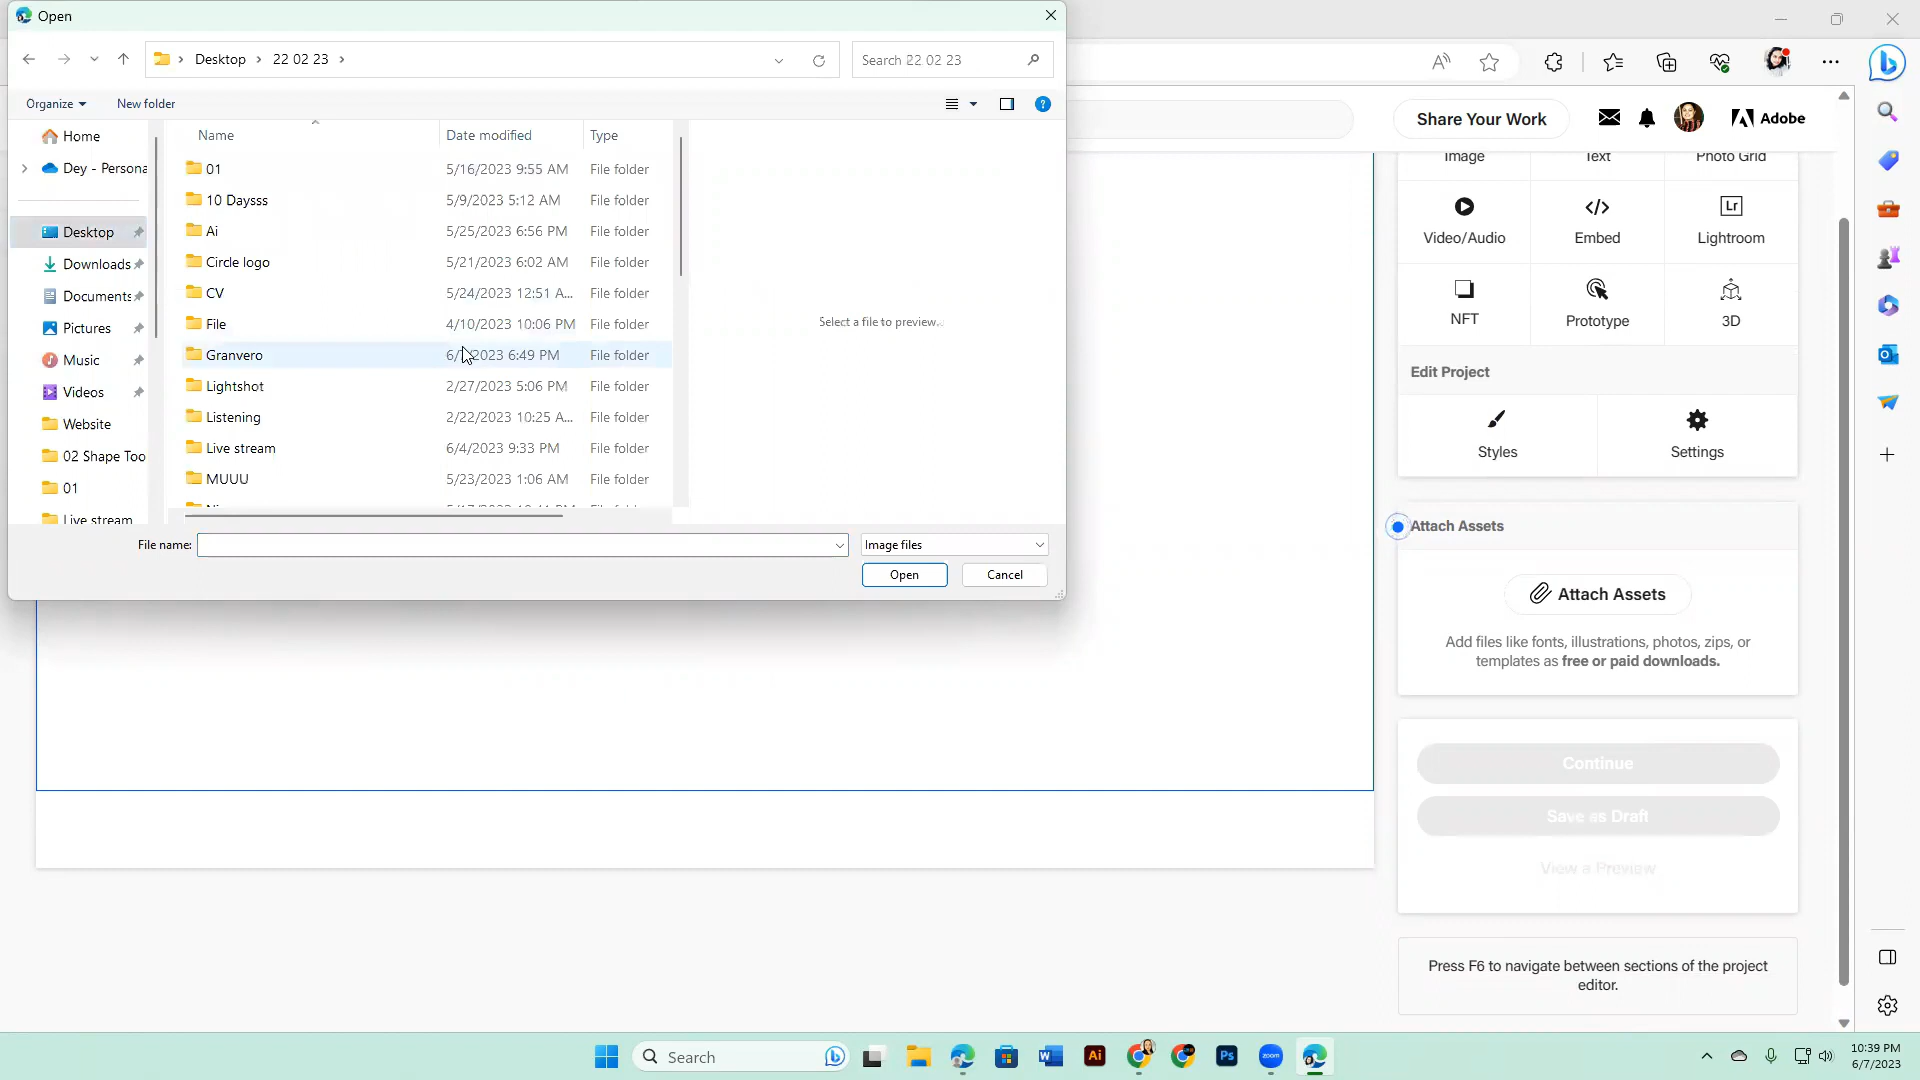 Open
Desktop > 22 02 23 >
Search 22 02 23
Organize
New folder
Name
Date modified
Type
Home
Dey - Persona
Desktop
Downloads
Documents
Pictures
Music
Videos
Website
02 Shape Too
01
Live stream
01 5/16/2023 9:55 AM File folder
10 Daysss 5/9/2023 5:12 AM File folder
Ai 5/25/2023 6:56 PM File folder
Circle logo 5/21/2023 6:02 AM File folder
CV 5/24/2023 12:51 A... File folder
File 4/10/2023 10:06 PM File folder
Granvero 2023 6:49 PM File folder
Lightshot 2/27/2023 5:06 PM File folder
Listening 2/22/2023 10:25 A... File folder
Live stream 6/4/2023 9:33 PM File folder
MUUU 5/23/2023 1:06 AM File folder
Select a file to preview.
File name:
Image files
Open
Cancel
Share Your Work
Adobe
Image
Text
Photo Grid
Video/Audio
Embed
Lr
Lightroom
NFT
Prototype
3D
Edit Project
Styles
Settings
Attach Assets
Attach Assets
Add files like fonts, illustrations, photos, zips, or
templates as free or paid downloads.
Continue
Save as Draft
View a Preview
Press F6 to navigate between sections of the project
editor.
Search
Ai
Ps
zoom
10:39 PM
6/7/2023